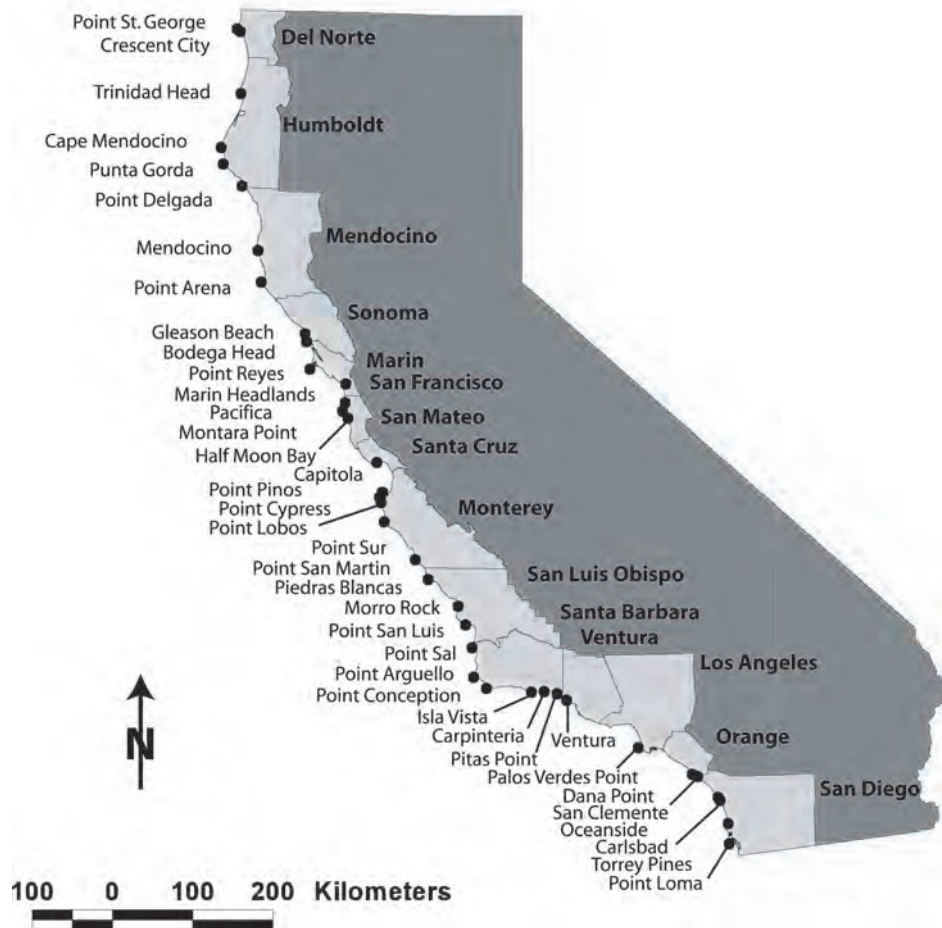 Point St. George
Crescent City
Del Norte
Trinidad Head
Humboldt
Cape Mendocino
Punta Gorda
Point Delgada
Mendocino
Mendocino
Point Arena
Sonoma
Gleason Beach
Bodega Head
Marin
Point Reyes
San Francisco
Marin Headlands
Pacifica
San Mateo
Montara Point
Half Moon Bay
Santa Cruz
Capitola
Point Pinos
Point Cypress
Monterey
Point Lobos
Point Sur
Point San Martin
San Luis Obispo
Piedras Blancas
Morro Rock
Santa Barbara
Point San Luis
Ventura
Point Sal
Los Angeles
Point Arguello
Point Conception
Isla Vista
Carpinteria
Orange
Ventura
Pitas Point
Palos Verdes Point
San Diego
Dana Point
San Clemente
Oceanside
Carlsbad
Torrey Pines
Point Loma
N
100 0 100 200 Kilometers